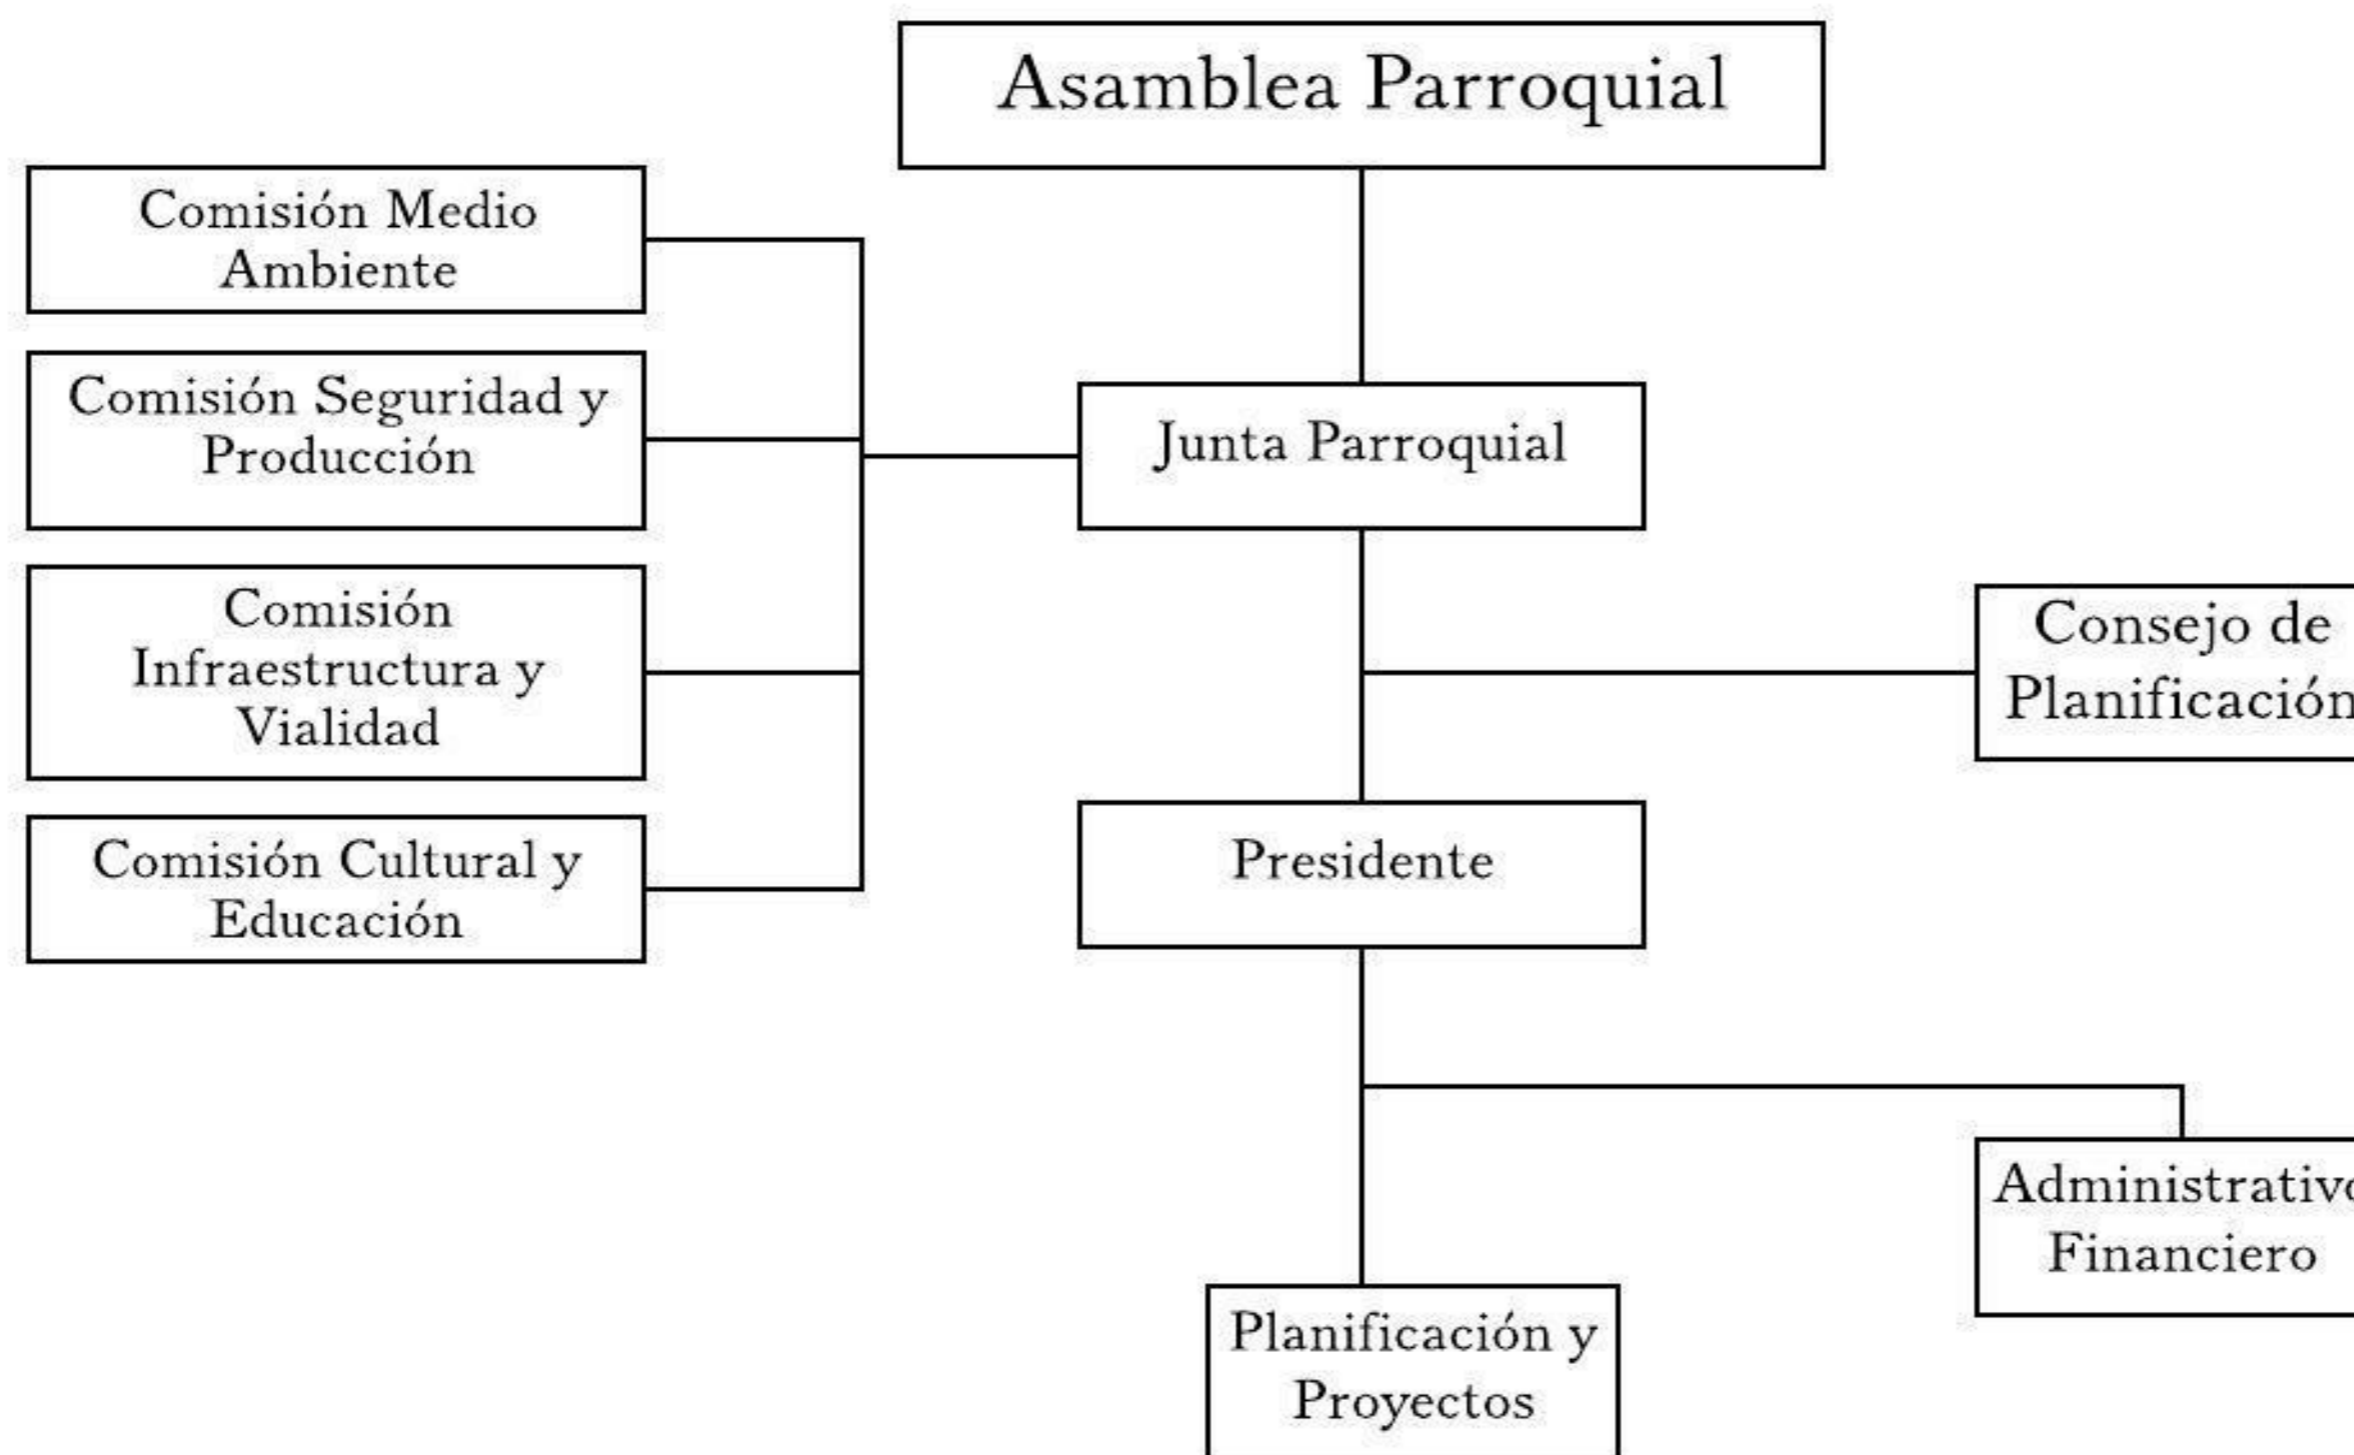 Asamblea Parroquial
Comisión Medio
Ambiente
Comisión Seguridad y
Producción
Junta Parroquial
Comisión
Infraestructura y
Vialidad
Consejo de
Planificación
Comisión Cultural y
Educación
Presidente
Administrativo
Financiero
Planificación y
Proyectos